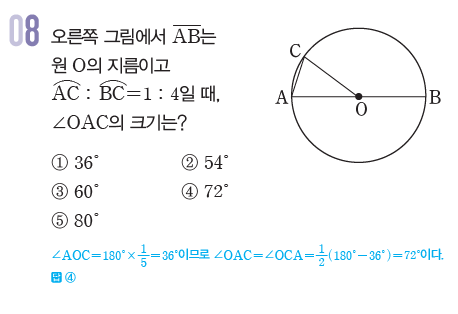 08
오른쪽 그림에서 AB는
원 O의 지름이고
AC : BC=1 : 4일 때,
∠OAC의 크기는?
① 36° ② 54°
③ 60° ④ 72°
⑤ 80°
C
A O B
∠AOC=180°×1/5=36°이므로 ∠OAC=∠OCA=1/2(180°-36°)=72°이다.
답 ④